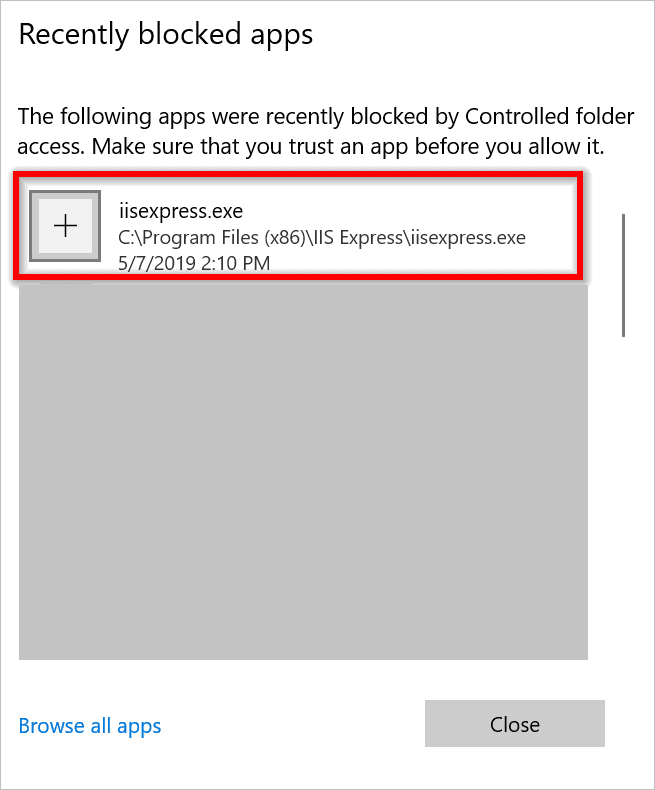 Recently blocked apps
The following apps were recently blocked by Controlled folder
access. Make sure that you trust an app before you allow it.
iisexpress.exe
C:\Program Files (x86)\IIS Express\iisexpress.exe
5/7/2019 2:10 PM
Browse all apps
Close